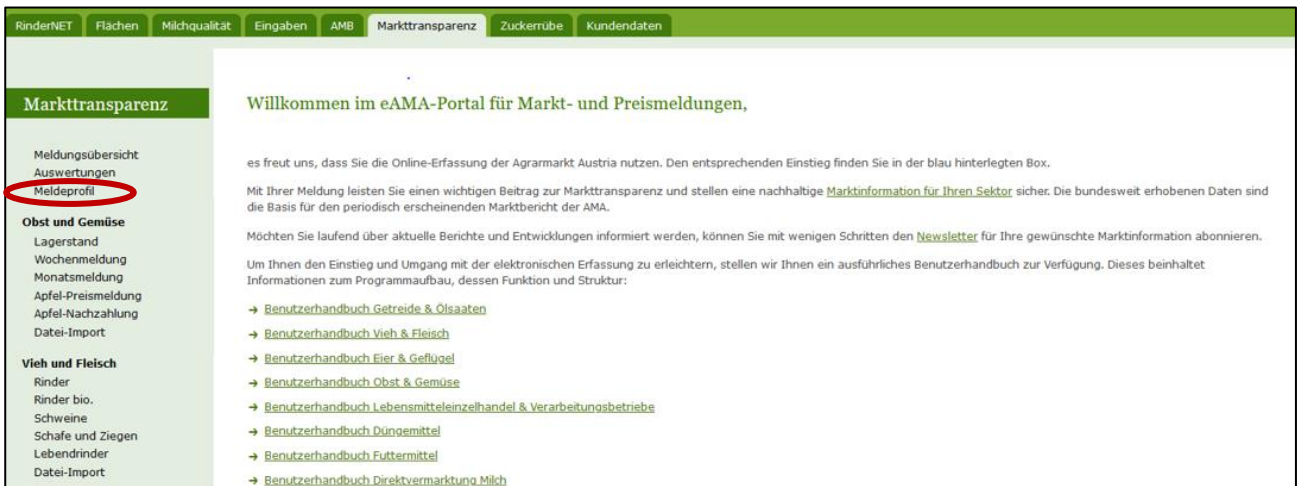 RinderNET Flächen Milchqualität Eingaben AMB Markttransparenz Zuckerrübe Kundendaten
Markttransparenz
Meldungsübersicht
Auswertungen
Meldeprofil
Obst und Gemüse
Lagerstand
Wochenmeldung
Monatsmeldung
Apfel-Preismeldung
Apfel-Nachzahlung
Datei-Import
Vieh und Fleisch
Rinder
Rinder bio.
Schweine
Schafe und Ziegen
Lebendrinder
Datei-Import
Willkommen im eAMA-Portal für Markt- und Preismeldungen,
es freut uns, dass Sie die Online-Erfassung der Agrarmarkt Austria nutzen. Den entsprechenden Einstieg finden Sie in der blau hinterlegten Box.
Mit Ihrer Meldung leisten Sie einen wichtigen Beitrag zur Markttransparenz und stellen eine nachhaltige Marktinformation für Ihren Sektor sicher. Die bundesweit erhobenen Daten sind
die Basis für den periodisch erscheinenden Marktbericht der AMA.
Möchten Sie laufend über aktuelle Berichte und Entwicklungen informiert werden, können Sie mit wenigen Schritten den Newsletter für Ihre gewünschte Marktinformation abonnieren.
Um Ihnen den Einstieg und Umgang mit der elektronischen Erfassung zu erleichtern, stellen wir Ihnen ein ausführliches Benutzerhandbuch zur Verfügung. Dieses beinhaltet
Informationen zum Programmaufbau, dessen Funktion und Struktur:
→ Benutzerhandbuch Getreide & Ölsaaten
→ Benutzerhandbuch Vieh & Fleisch
→ Benutzerhandbuch Eier & Geflügel
→ Benutzerhandbuch Obst & Gemüse
→ Benutzerhandbuch Lebensmitteleinzelhandel & Verarbeitungsbetriebe
→ Benutzerhandbuch Düngemittel
→ Benutzerhandbuch Futtermittel
→ Benutzerhandbuch Direktvermarktung Milch